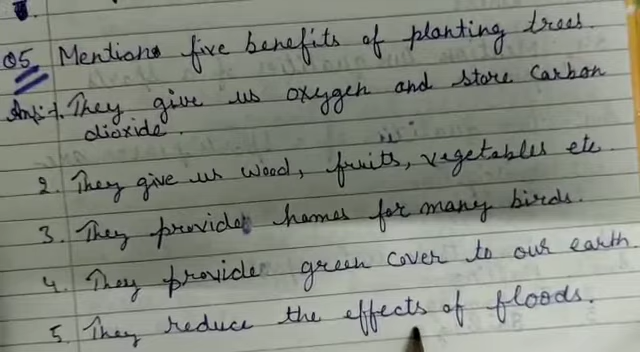 Q5 Mention five benefits of planting trees.
Ans:- 1. They give us oxygen and store carbon
dioxide.
2. They give us wood, fruits, vegetables etc.
3. They provide homes for many birds.
4. They provide green cover to our earth.
5. They reduce the effects of floods.